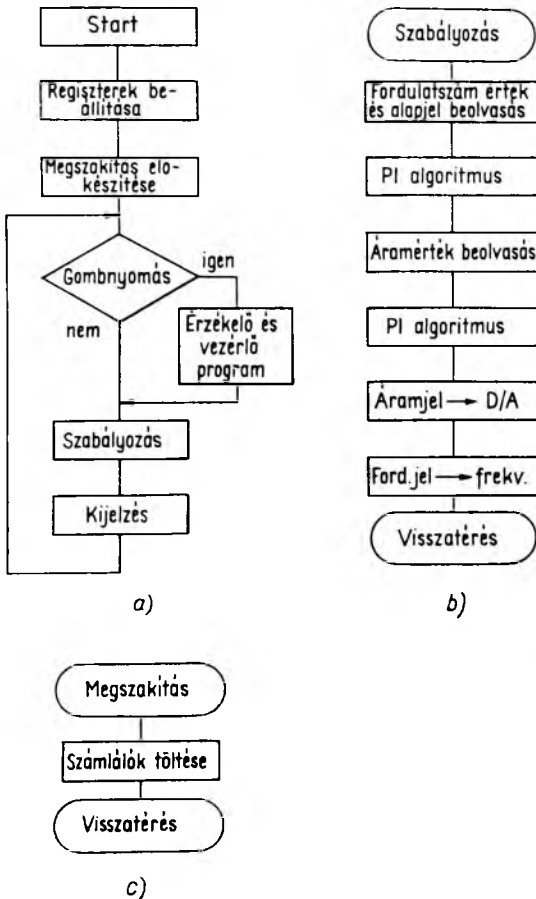 Start
Regiszterek be-
állítása
Megszakítás elő-
készítése
Gombnyomás
igen
nem
Érzékelő és
vezérlő
program
Szabályozás
Kijelzés
a)
Szabályozás
Fordulatszám érték
és alapjel beolvasás
PI algoritmus
Áramérték beolvasás
PI algoritmus
Áramjel → D/A
Ford.jel → frekv.
Visszatérés
b)
Megszakítás
Számlálók töltése
Visszatérés
c)